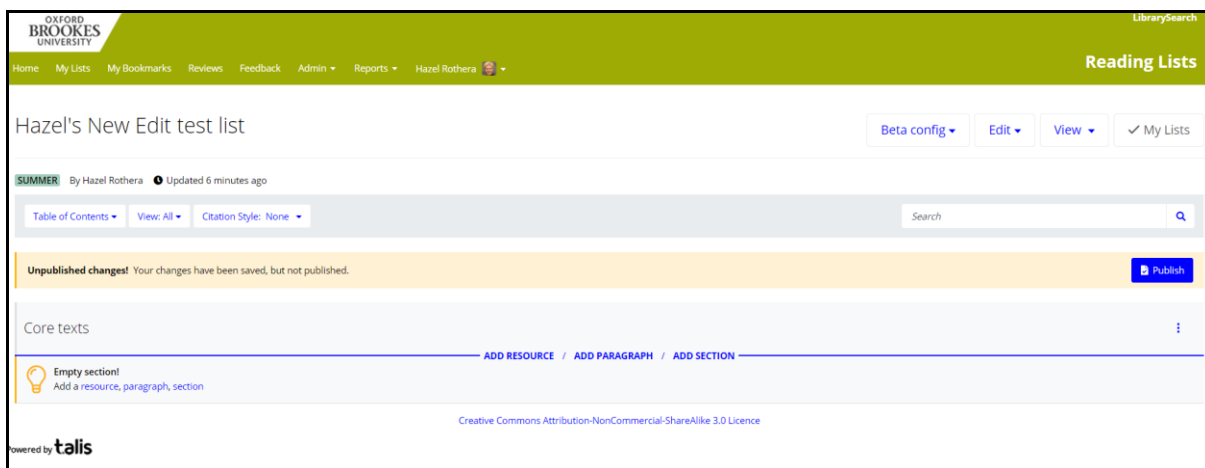 OXFORD
BROOKES
UNIVERSITY
LibrarySearch
Home My Lists My Bookmarks Reviews Feedback Admin Reports Hazel Rothera
Reading Lists
Hazel's New Edit test list
Beta config Edit View My Lists
SUMMER By Hazel Rothera Updated 6 minutes ago
Table of Contents View: All Citation Style: None Search
Unpublished changes! Your changes have been saved, but not published. Publish
Core texts
ADD RESOURCE / ADD PARAGRAPH / ADD SECTION
Empty section!
Add a resource, paragraph, section
Creative Commons Attribution-NonCommercial-ShareAlike 3.0 Licence
Powered by talis